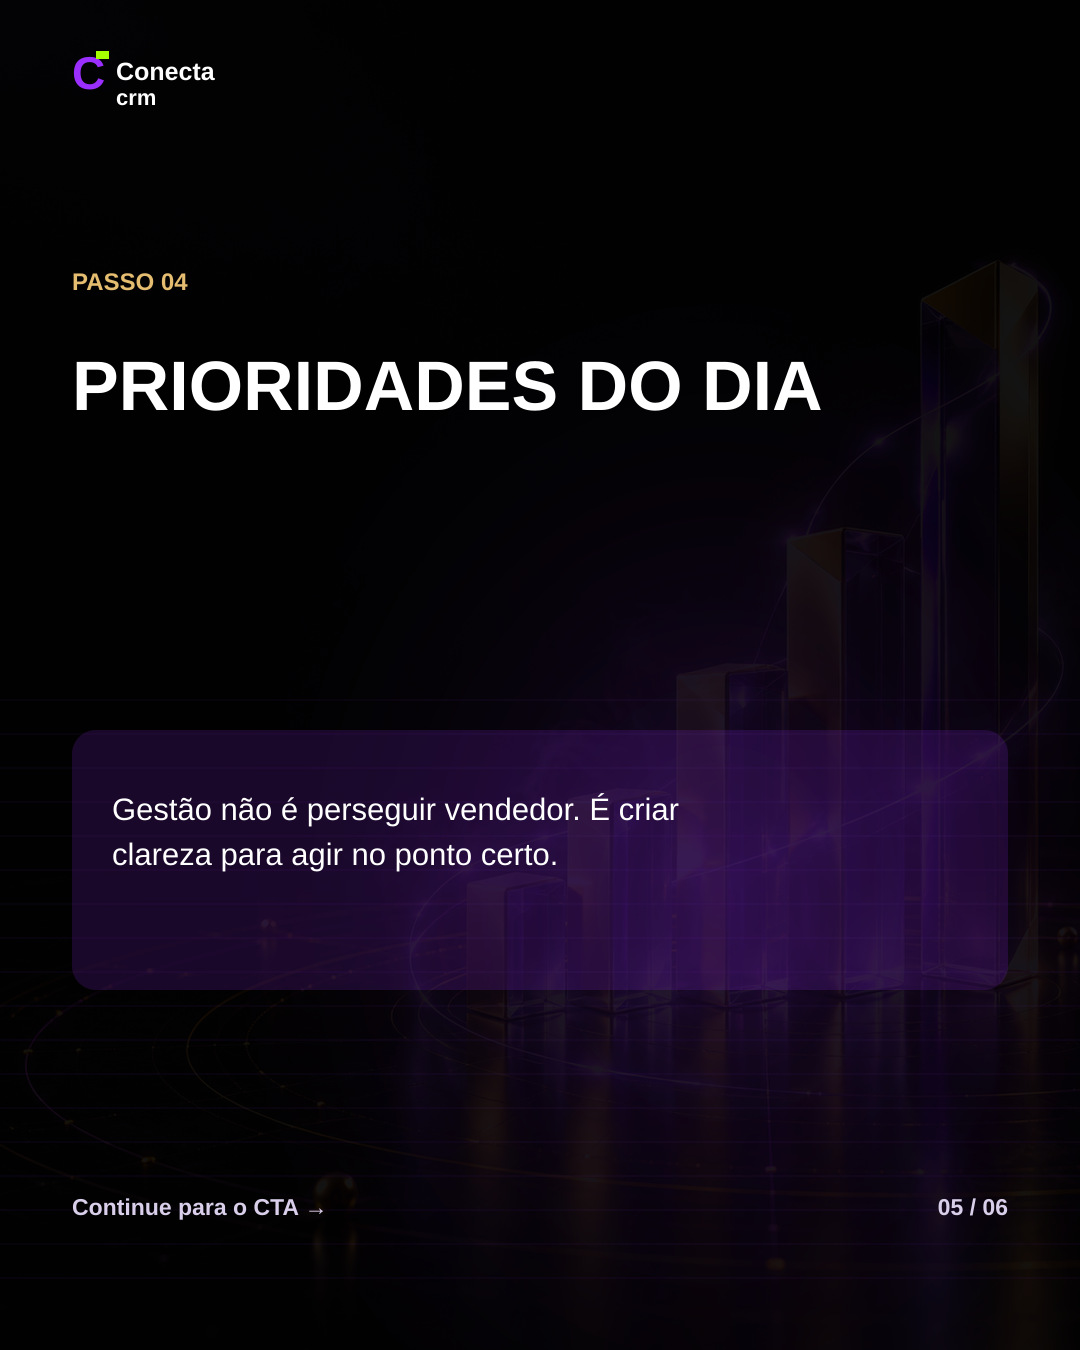 C Conecta
crm
PASSO 04
PRIORIDADES DO DIA
Gestão não é perseguir vendedor. É criar
clareza para agir no ponto certo.
Continue para o CTA →
05 / 06